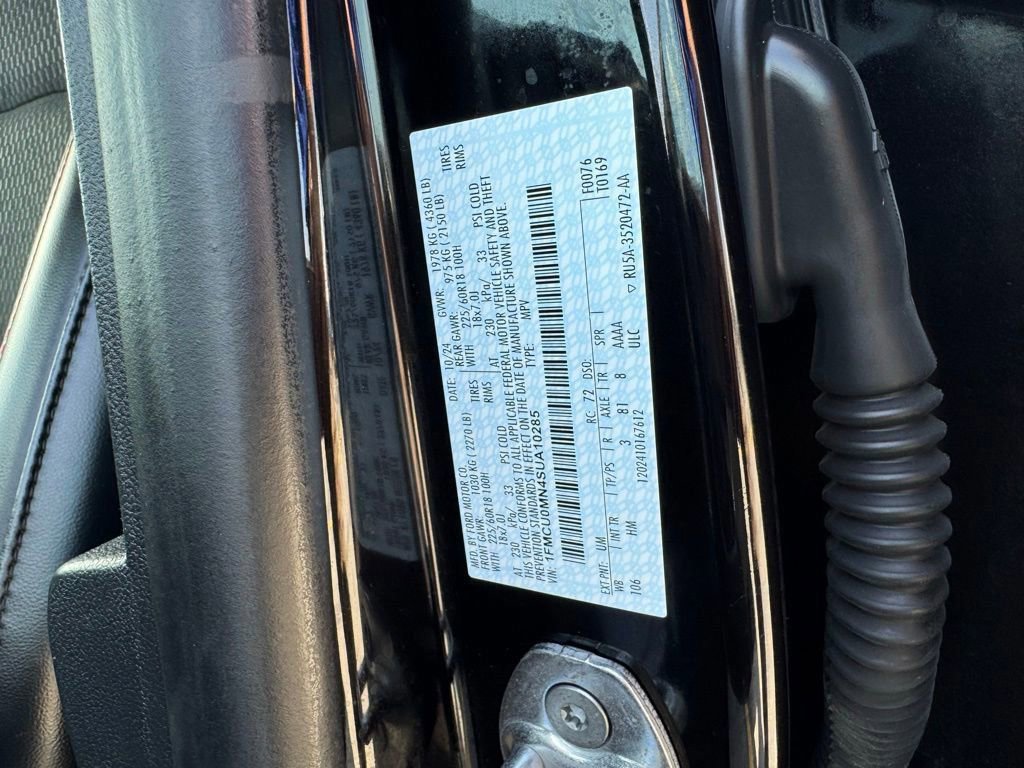 MFD. BY FORD MOTOR CO. DATE: 10/24 GVWR: 1978 KG ( 4360 LB)
FRONT GAWR: 1030 KG ( 2270 LB) REAR GAWR: 975 KG ( 2150 LB)
WITH 225/60R18 100H TIRES WITH 225/60R18 100H TIRES
18x7.0J RIMS 18x7.0J RIMS
AT 230 kPa/ 33 PSI COLD AT 230 kPa/ 33 PSI COLD
THIS VEHICLE CONFORMS TO ALL APPLICABLE FEDERAL MOTOR VEHICLE SAFETY AND THEFT
PREVENTION STANDARDS IN EFFECT ON THE DATE OF MANUFACTURE SHOWN ABOVE.
VIN: 1FMCU0MN4SUA10285 TYPE: MPV
F0076
T0169
EXT PNT: UM RC: 72 DSO:
WB INT TR TP/PS R AXLE TR SPR
106 HM 3 81 8 AAAA
1202410167612 ULC
▽ RU5A-3520472-AA